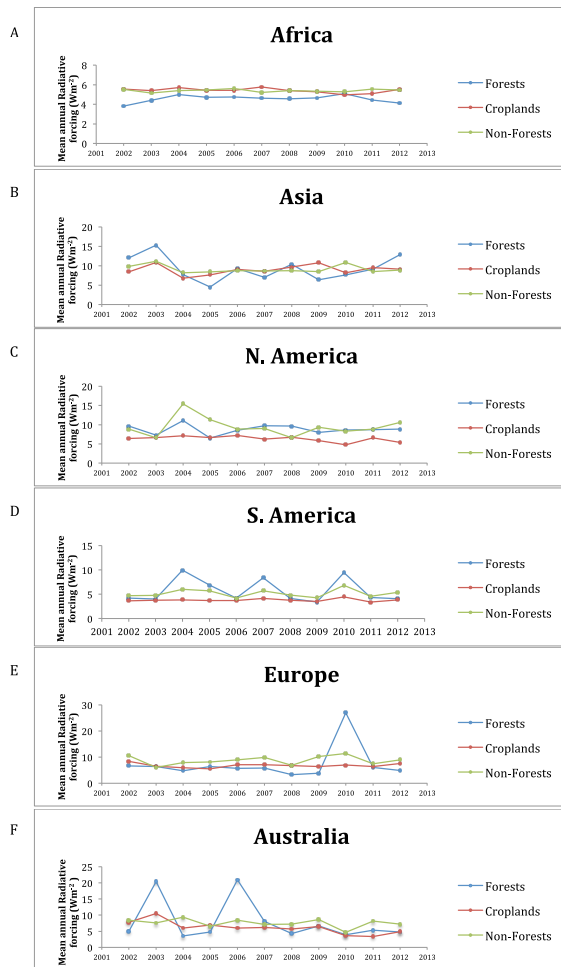 A
Africa
Mean annual Radiative
forcing (Wm-2)
8
6
4
2
0
2001 2002 2003 2004 2005 2006 2007 2008 2009 2010 2011 2012 2013
Forests
Croplands
Non-Forests
B
Asia
Mean annual Radiative
forcing (Wm-2)
20
15
10
5
0
2001 2002 2003 2004 2005 2006 2007 2008 2009 2010 2011 2012 2013
Forests
Croplands
Non-Forests
C
N. America
Mean annual Radiative
forcing (Wm-2)
20
15
10
5
0
2001 2002 2003 2004 2005 2006 2007 2008 2009 2010 2011 2012 2013
Forests
Croplands
Non-Forests
D
S. America
Mean annual Radiative
forcing (Wm-2)
15
10
5
0
2001 2002 2003 2004 2005 2006 2007 2008 2009 2010 2011 2012 2013
Forests
Croplands
Non-Forests
E
Europe
Mean annual Radiative
forcing (Wm-2)
30
20
10
0
2001 2002 2003 2004 2005 2006 2007 2008 2009 2010 2011 2012 2013
Forests
Croplands
Non-Forests
F
Australia
Mean annual Radiative
forcing (Wm-2)
25
20
15
10
5
0
2001 2002 2003 2004 2005 2006 2007 2008 2009 2010 2011 2012 2013
Forests
Croplands
Non-Forests